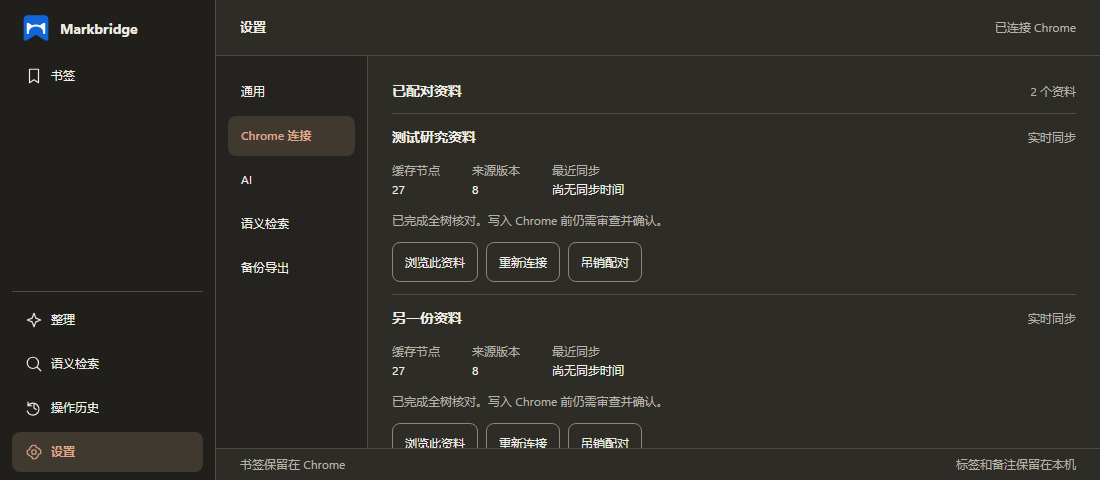 Markbridge
书签
整理
语义检索
操作历史
设置
设置
已连接 Chrome
通用
Chrome 连接
AI
语义检索
备份导出
已配对资料
2 个资料
测试研究资料
实时同步
缓存节点 来源版本 最近同步
27 8 尚无同步时间
已完成全树核对。写入 Chrome 前仍需审查并确认。
浏览此资料 重新连接 吊销配对
另一份资料
实时同步
缓存节点 来源版本 最近同步
27 8 尚无同步时间
已完成全树核对。写入 Chrome 前仍需审查并确认。
浏览此资料 重新连接 吊销配对
书签保留在 Chrome
标签和备注保留在本机